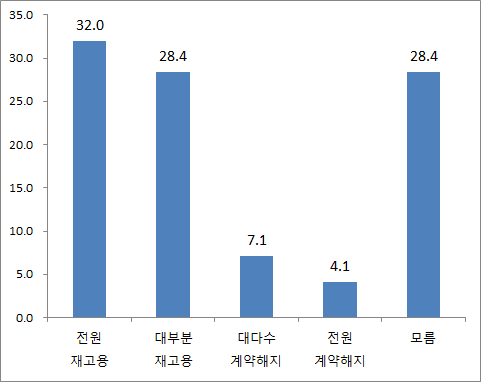 35.0
30.0
25.0
20.0
15.0
10.0
5.0
0.0
32.0
28.4
7.1
4.1
28.4
전원
재고용
대부분
재고용
대다수
계약해지
전원
계약해지
모름